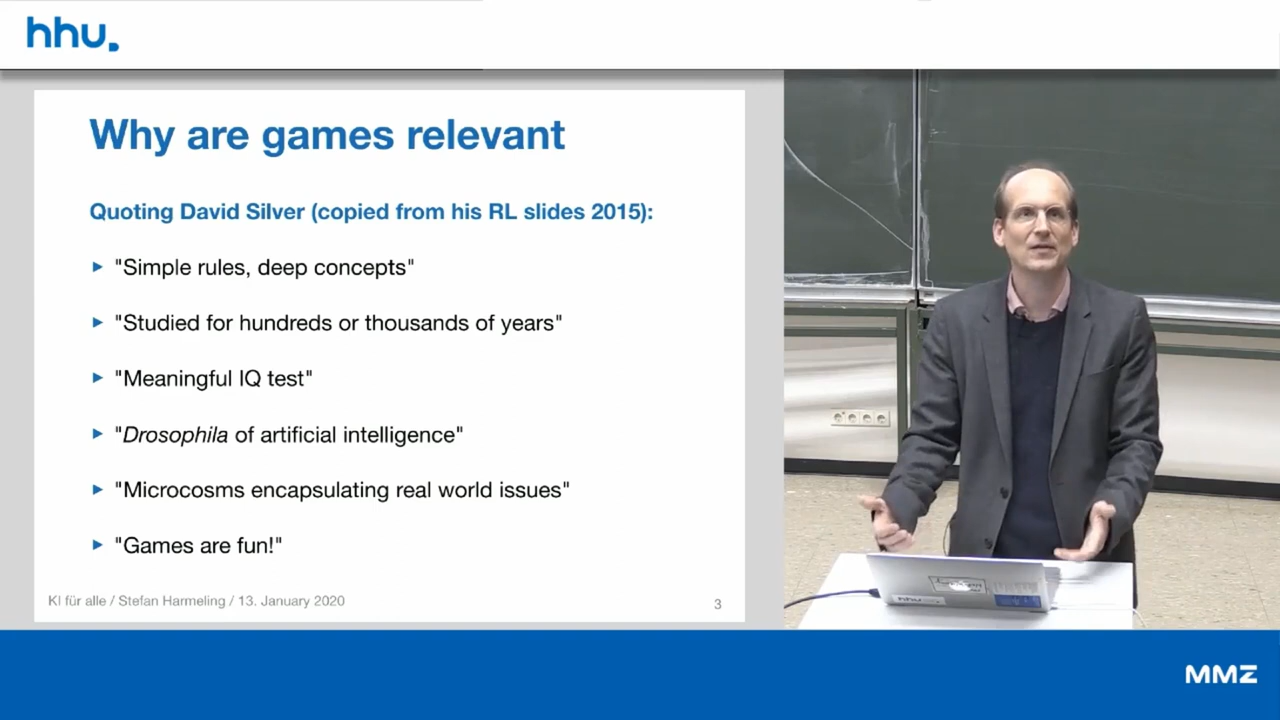 hhu.
Why are games relevant
Quoting David Silver (copied from his RL slides 2015):
"Simple rules, deep concepts"
"Studied for hundreds or thousands of years"
"Meaningful IQ test"
"Drosophila of artificial intelligence"
"Microcosms encapsulating real world issues"
"Games are fun!"
KI für alle / Stefan Harmeling / 13. January 2020
3
hhu
MMZ